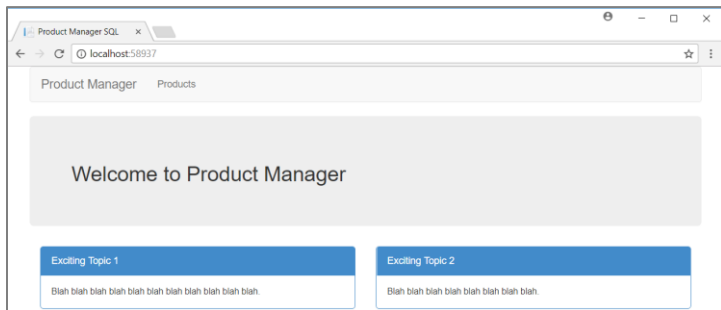 Product Manager SQL
localhost:58937
Product Manager Products
Welcome to Product Manager
Exciting Topic 1
Blah blah blah blah blah blah blah blah blah blah blah.
Exciting Topic 2
Blah blah blah blah blah blah blah blah.